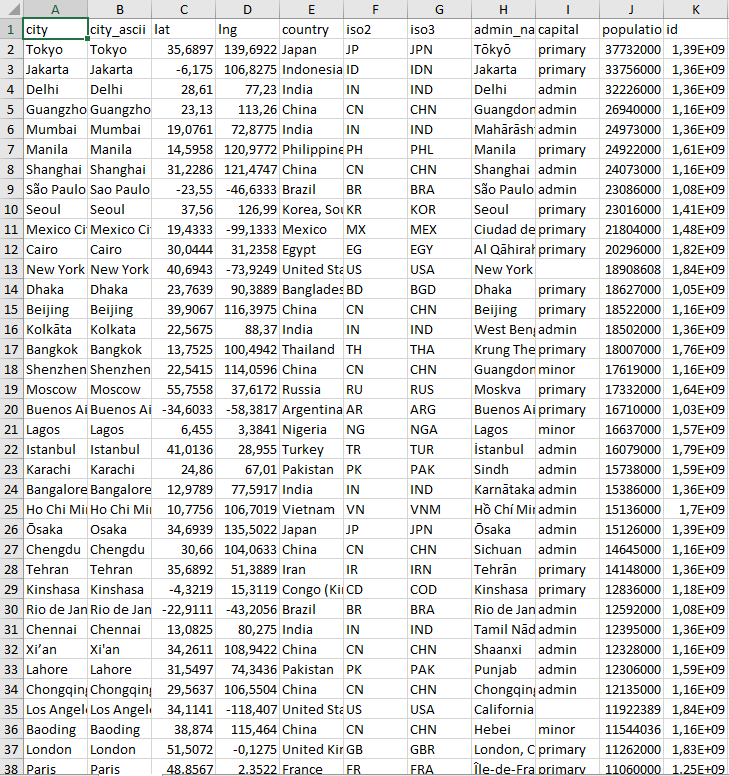 A B C D E F G H I J K
1 city city_ascii lat lng country iso2 iso3 admin_na capital populatio id
2 Tokyo Tokyo 35,6897 139,6922 Japan JP JPN Tōkyō primary 37732000 1,39E+09
3 Jakarta Jakarta -6,175 106,8275 Indonesia ID IDN Jakarta primary 33756000 1,36E+09
4 Delhi Delhi 28,61 77,23 India IN IND Delhi admin 32226000 1,36E+09
5 Guangzho Guangzho 23,13 113,26 China CN CHN Guangdon admin 26940000 1,16E+09
6 Mumbai Mumbai 19,0761 72,8775 India IN IND Mahārāsh admin 24973000 1,36E+09
7 Manila Manila 14,5958 120,9772 Philippine PH PHL Manila primary 24922000 1,61E+09
8 Shanghai Shanghai 31,2286 121,4747 China CN CHN Shanghai admin 24073000 1,16E+09
9 São Paulo Sao Paulo -23,55 -46,6333 Brazil BR BRA São Paulo admin 23086000 1,08E+09
10 Seoul Seoul 37,56 126,99 Korea, Sou KR KOR Seoul primary 23016000 1,41E+09
11 Mexico Ci Mexico Ci 19,4333 -99,1333 Mexico MX MEX Ciudad de primary 21804000 1,48E+09
12 Cairo Cairo 30,0444 31,2358 Egypt EG EGY Al Qāhirah primary 20296000 1,82E+09
13 New York New York 40,6943 -73,9249 United Sta US USA New York 18908608 1,84E+09
14 Dhaka Dhaka 23,7639 90,3889 Banglades BD BGD Dhaka primary 18627000 1,05E+09
15 Beijing Beijing 39,9067 116,3975 China CN CHN Beijing primary 18522000 1,16E+09
16 Kolkāta Kolkata 22,5675 88,37 India IN IND West Beng admin 18502000 1,36E+09
17 Bangkok Bangkok 13,7525 100,4942 Thailand TH THA Krung The primary 18007000 1,76E+09
18 Shenzhen Shenzhen 22,5415 114,0596 China CN CHN Guangdon minor 17619000 1,16E+09
19 Moscow Moscow 55,7558 37,6172 Russia RU RUS Moskva primary 17332000 1,64E+09
20 Buenos Ai Buenos Ai -34,6033 -58,3817 Argentina AR ARG Buenos Ai primary 16710000 1,03E+09
21 Lagos Lagos 6,455 3,3841 Nigeria NG NGA Lagos minor 16637000 1,57E+09
22 Istanbul Istanbul 41,0136 28,955 Turkey TR TUR İstanbul admin 16079000 1,79E+09
23 Karachi Karachi 24,86 67,01 Pakistan PK PAK Sindh admin 15738000 1,59E+09
24 Bangalore Bangalore 12,9789 77,5917 India IN IND Karnātaka admin 15386000 1,36E+09
25 Ho Chi Mi Ho Chi Mi 10,7756 106,7019 Vietnam VN VNM Hồ Chí Min admin 15136000 1,7E+09
26 Ōsaka Osaka 34,6939 135,5022 Japan JP JPN Ōsaka admin 15126000 1,39E+09
27 Chengdu Chengdu 30,66 104,0633 China CN CHN Sichuan admin 14645000 1,16E+09
28 Tehran Tehran 35,6892 51,3889 Iran IR IRN Tehrān primary 14148000 1,36E+09
29 Kinshasa Kinshasa -4,3219 15,3119 Congo (Kin CD COD Kinshasa primary 12836000 1,18E+09
30 Rio de Jan Rio de Jan -22,9111 -43,2056 Brazil BR BRA Rio de Jan admin 12592000 1,08E+09
31 Chennai Chennai 13,0825 80,275 India IN IND Tamil Nād admin 12395000 1,36E+09
32 Xi’an Xi'an 34,2611 108,9422 China CN CHN Shaanxi admin 12328000 1,16E+09
33 Lahore Lahore 31,5497 74,3436 Pakistan PK PAK Punjab admin 12306000 1,59E+09
34 Chongqing Chongqing 29,5637 106,5504 China CN CHN Chongqing admin 12135000 1,16E+09
35 Los Angele Los Angele 34,1141 -118,407 United Sta US USA California 11922389 1,84E+09
36 Baoding Baoding 38,874 115,464 China CN CHN Hebei minor 11544036 1,16E+09
37 London London 51,5072 -0,1275 United Kin GB GBR London, C primary 11262000 1,83E+09
38 Paris Paris 48,8567 2,3522 France FR FRA Île-de-Fra primary 11060000 1,25E+09